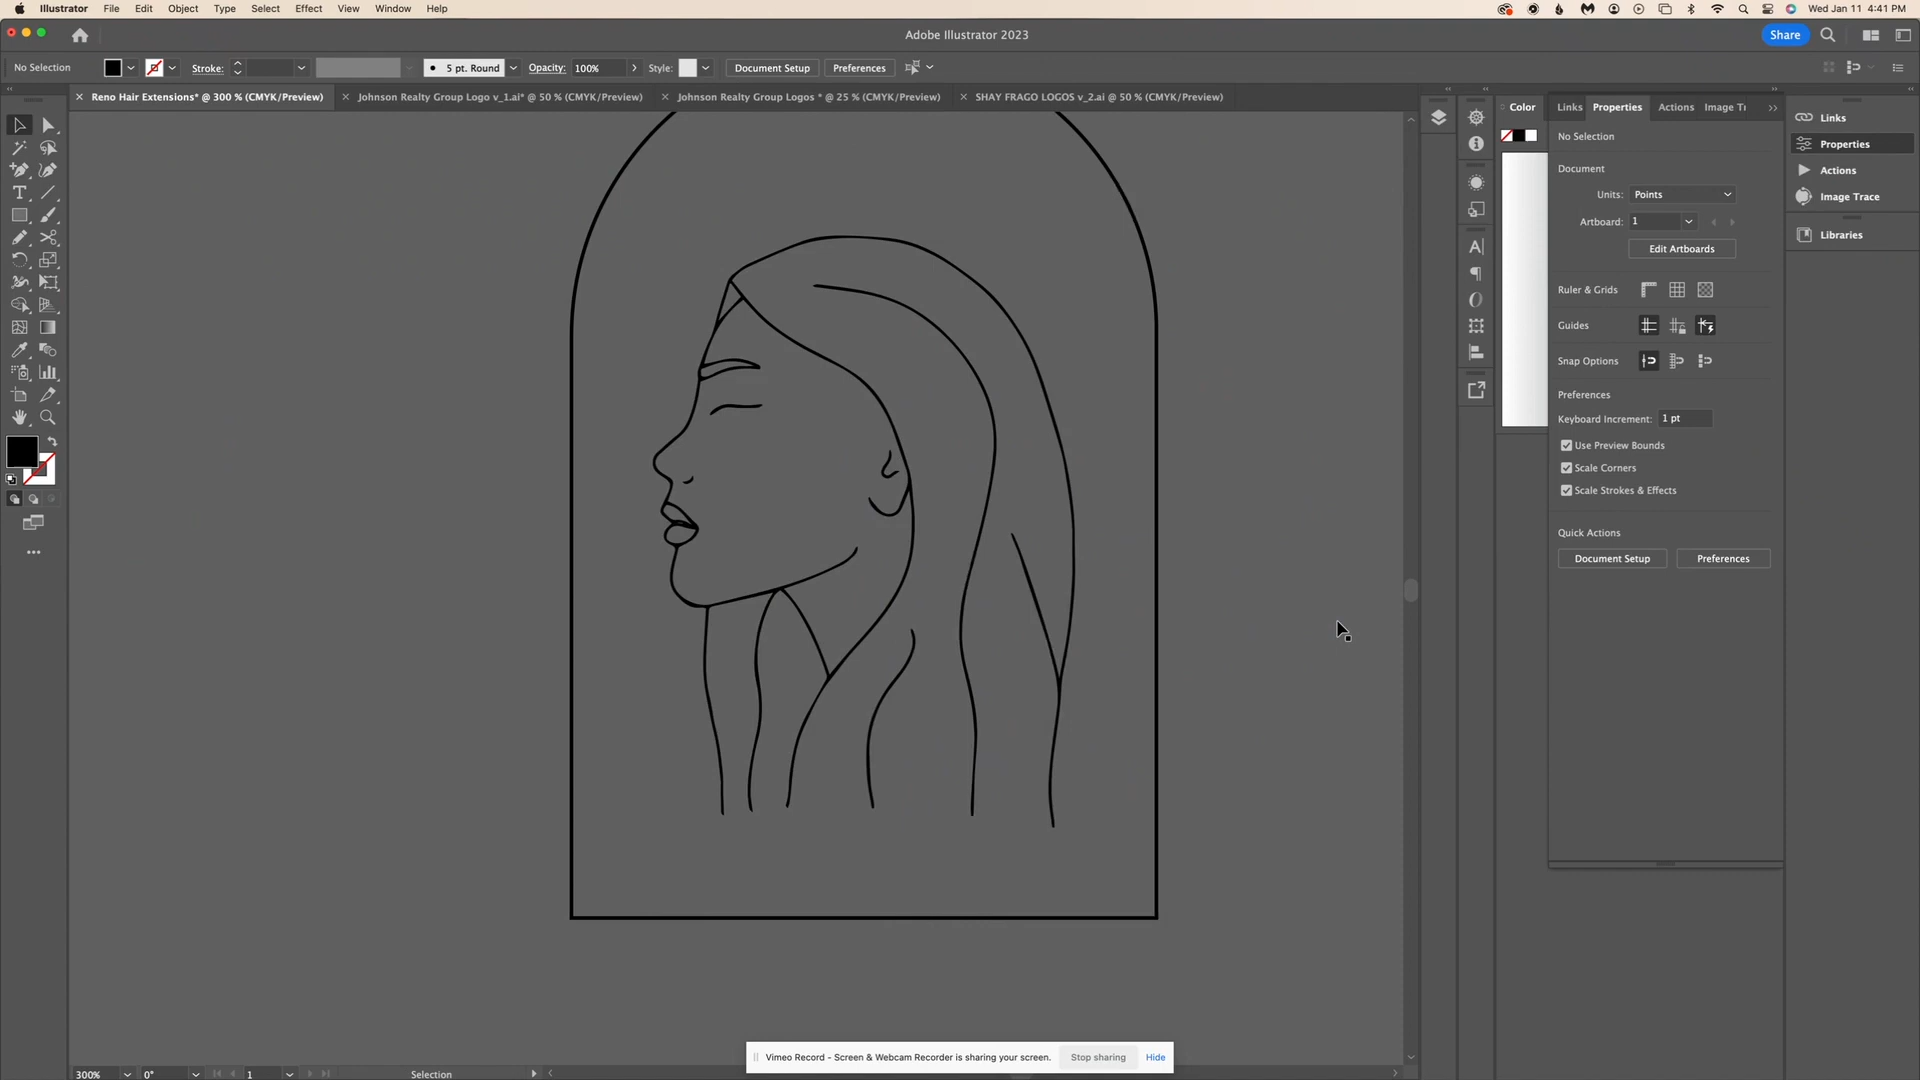 Illustrator File Edit Object Type Select Effect View Window Help Wed Jan 11 4:41 PM
Adobe Illustrator 2023 Share
No Selection Stroke: 5 pt. Round Opacity: 100% Style: Document Setup Preferences
Reno Hair Extensions* @ 300 % (CMYK/Preview) Johnson Realty Group Logo v_1.ai* @ 50 % (CMYK/Preview) Johnson Realty Group Logos * @ 25 % (CMYK/Preview) SHAY FRAGO LOGOS v_2.ai @ 50 % (CMYK/Preview)
Color Links Properties Actions Image Tr
No Selection
Document
Units: Points
Artboard: 1
Edit Artboards
Ruler & Grids
Guides
Snap Options
Preferences
Keyboard Increment: 1 pt
Use Preview Bounds
Scale Corners
Scale Strokes & Effects
Quick Actions
Document Setup Preferences
Links
Properties
Actions
Image Trace
Libraries
Vimeo Record - Screen & Webcam Recorder is sharing your screen. Stop sharing Hide
300% 0° 1 Selection